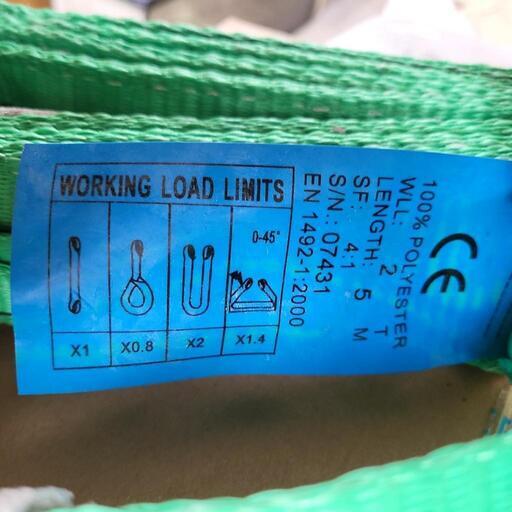 WORKING LOAD LIMITS
0-45°
X1 X0.8 X2 X1.4
CE
100% POLYESTER
WLL: 2 T
LENGTH: 5 M
SF: 4:1
S/N:: 07431
EN 1492-1:2000